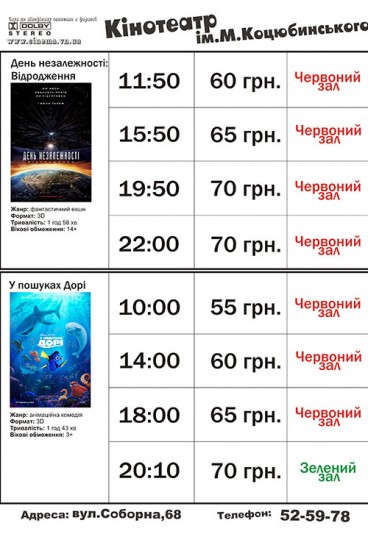 DOLBY
STEREO
www.cinema.vn.ua
Кінотеатр
ім.М.Коцюбинського
День незалежності:
Відродження
11:50 60 грн. Червоний зал
15:50 65 грн. Червоний зал
19:50 70 грн. Червоний зал
22:00 70 грн. Червоний зал
ДЕНЬ НЕЗАЛЕЖНОСТІ
Жанр: фантастичний екшн
Формат: 3D
Тривалість: 1 год 58 хв
Вікові обмеження: 14+
У пошуках Дорі
10:00 55 грн. Червоний зал
14:00 60 грн. Червоний зал
18:00 65 грн. Червоний зал
20:10 70 грн. Зелений зал
ДОРІ
Жанр: анімаційна комедія
Формат: 3D
Тривалість: 1 год 43 хв
Вікові обмеження: 3+
Адреса: вул.Соборна,68 Телефон: 52-59-78